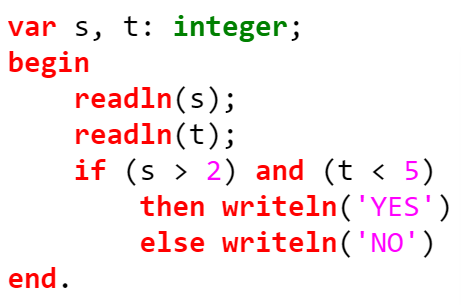 var s, t: integer;
begin
    readln(s);
    readln(t);
    if (s > 2) and (t < 5)
        then writeln('YES')
        else writeln('NO')
end.